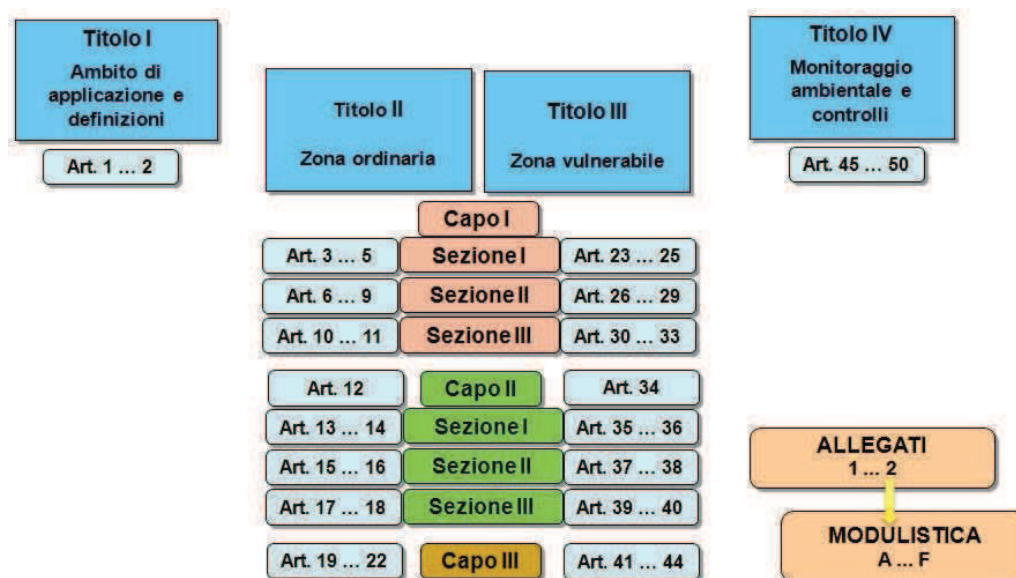 Titolo I
Ambito di
applicazione e
definizioni
Art. 1 ... 2
Titolo II
Zona ordinaria
Titolo III
Zona vulnerabile
Titolo IV
Monitoraggio
ambientale e
controlli
Art. 45 ... 50
Capo I
Art. 3 ... 5 Sezione I Art. 23 ... 25
Art. 6 ... 9 Sezione II Art. 26 ... 29
Art. 10 ... 11 Sezione III Art. 30 ... 33
Art. 12 Capo II Art. 34
Art. 13 ... 14 Sezione I Art. 35 ... 36
Art. 15 ... 16 Sezione II Art. 37 ... 38
Art. 17 ... 18 Sezione III Art. 39 ... 40
Art. 19 ... 22 Capo III Art. 41 ... 44
ALLEGATI
1 ... 2
MODULISTICA
A ... F